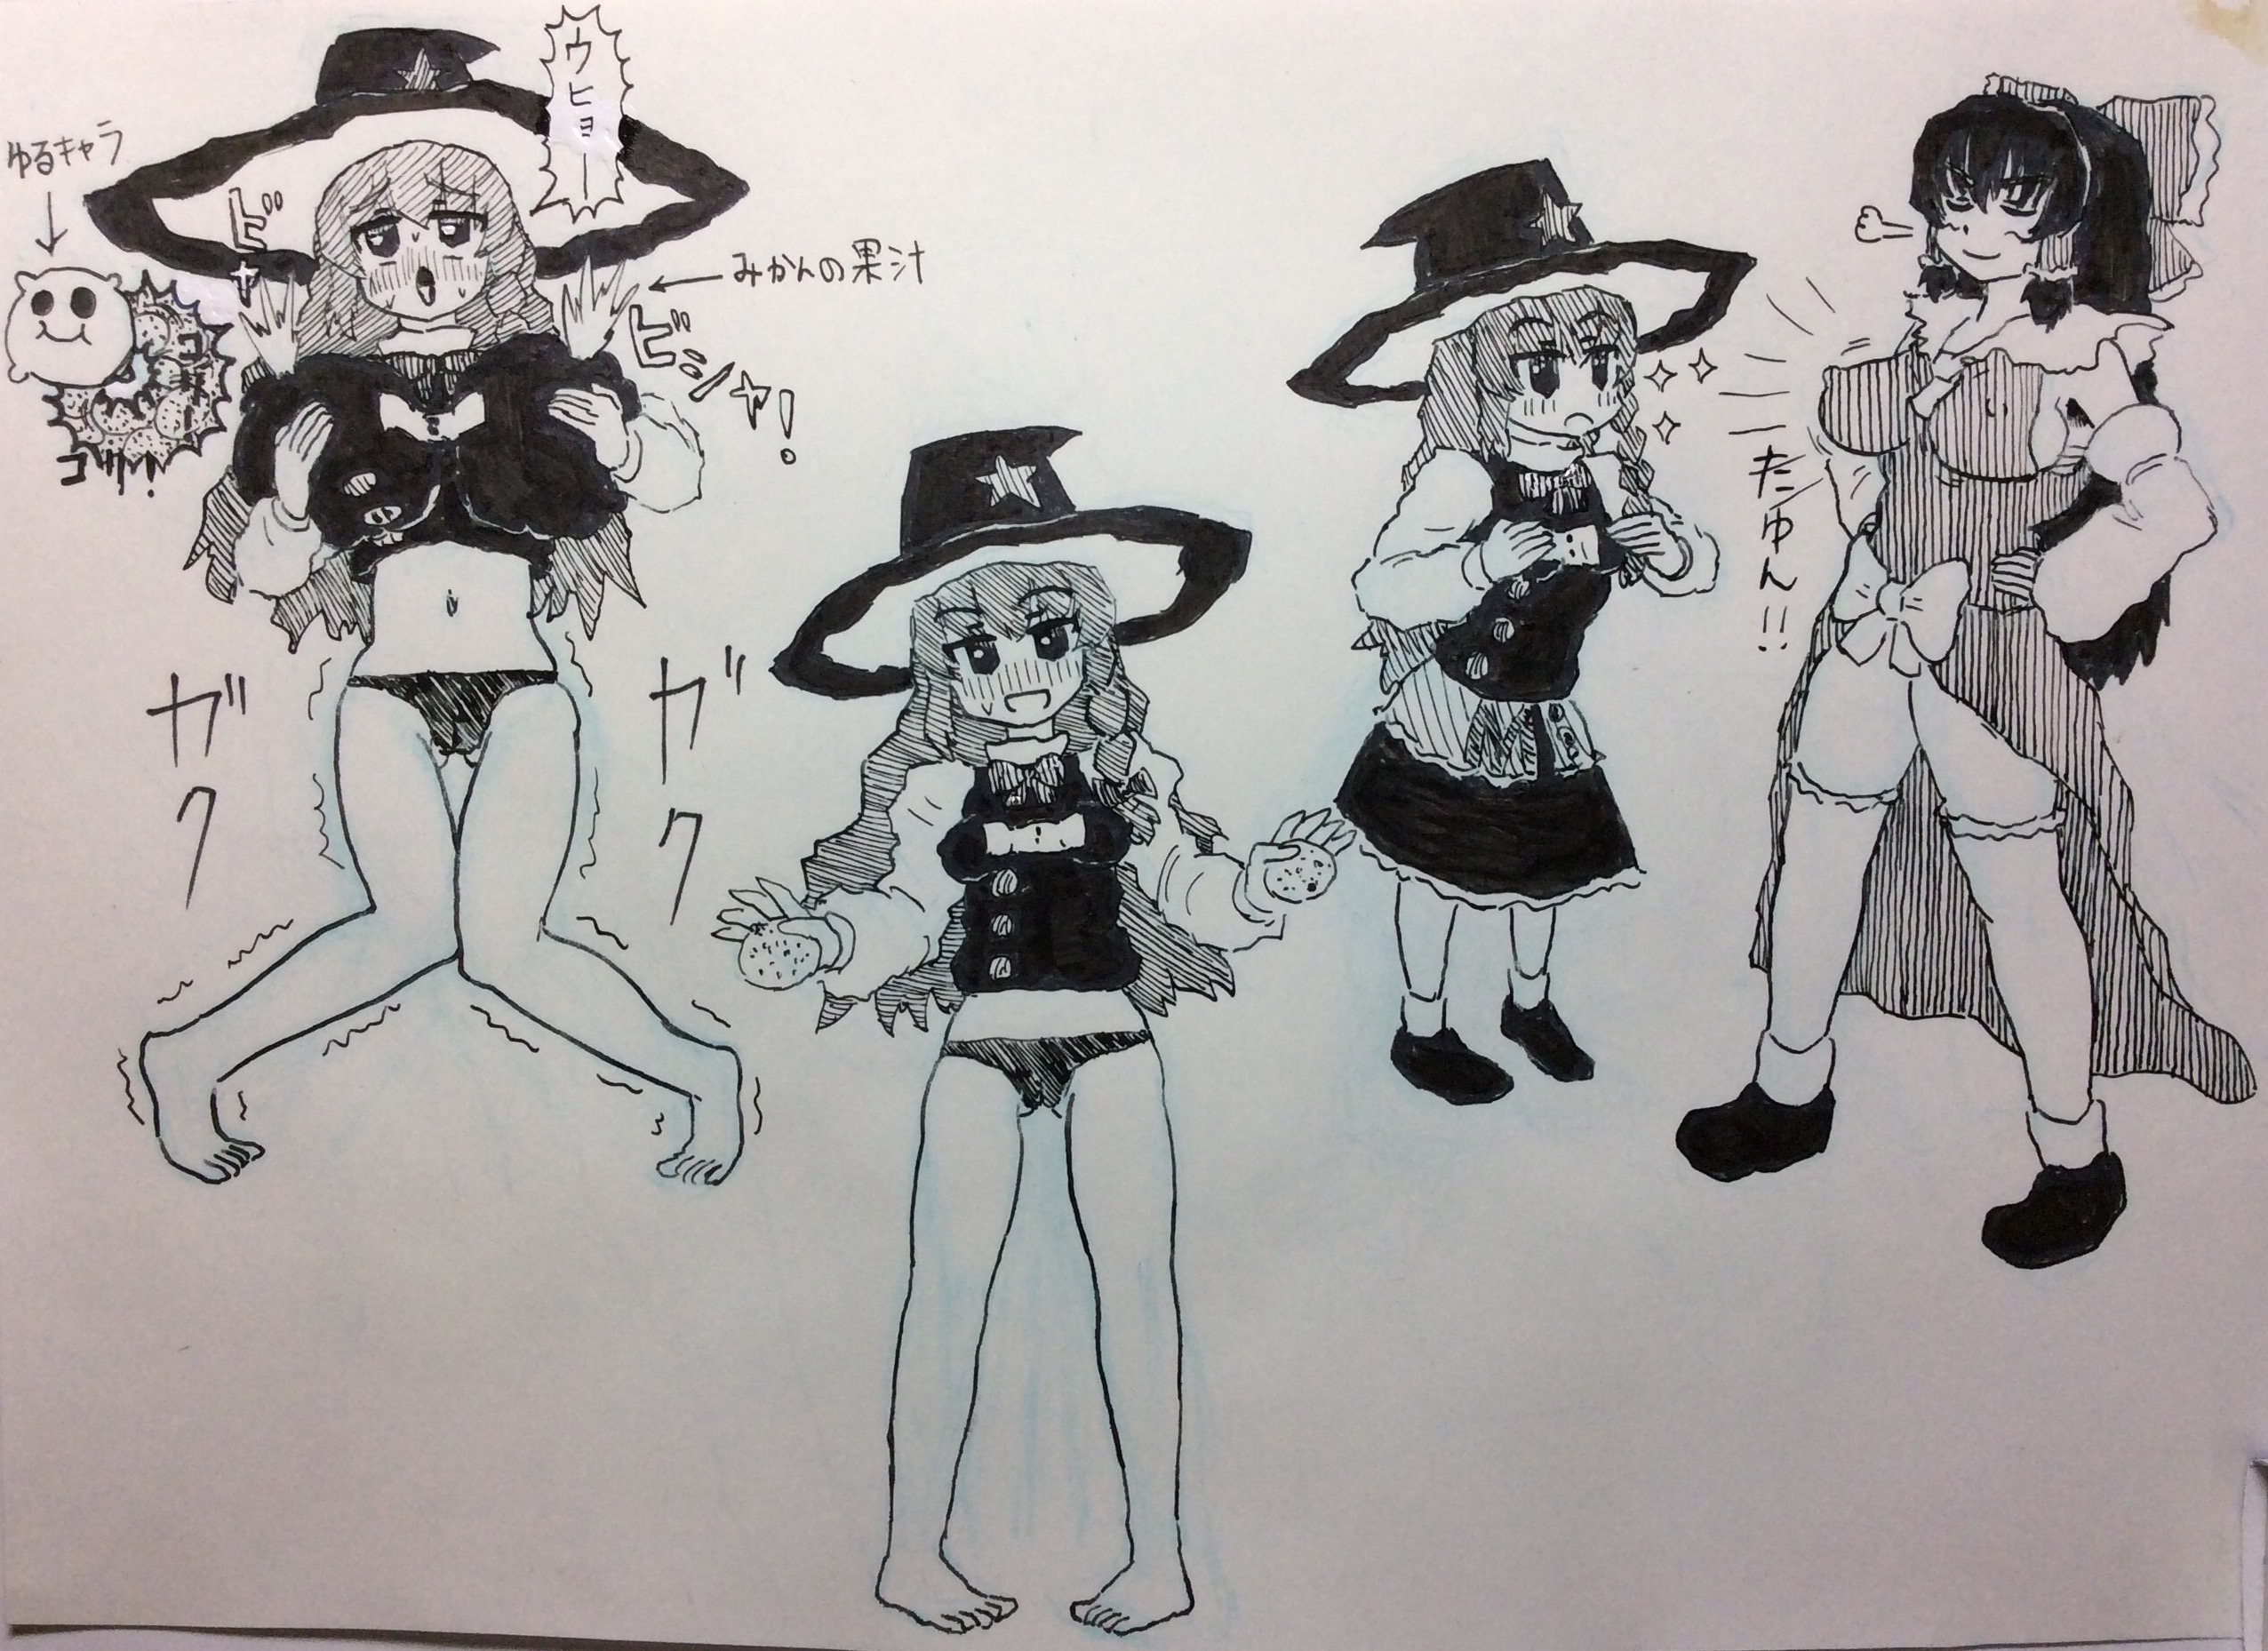 ウヒョー
ゆるキャラ
ビャ
みかんの果汁
ビシャ!
コリ!
ガク
ガク
たゆん!!